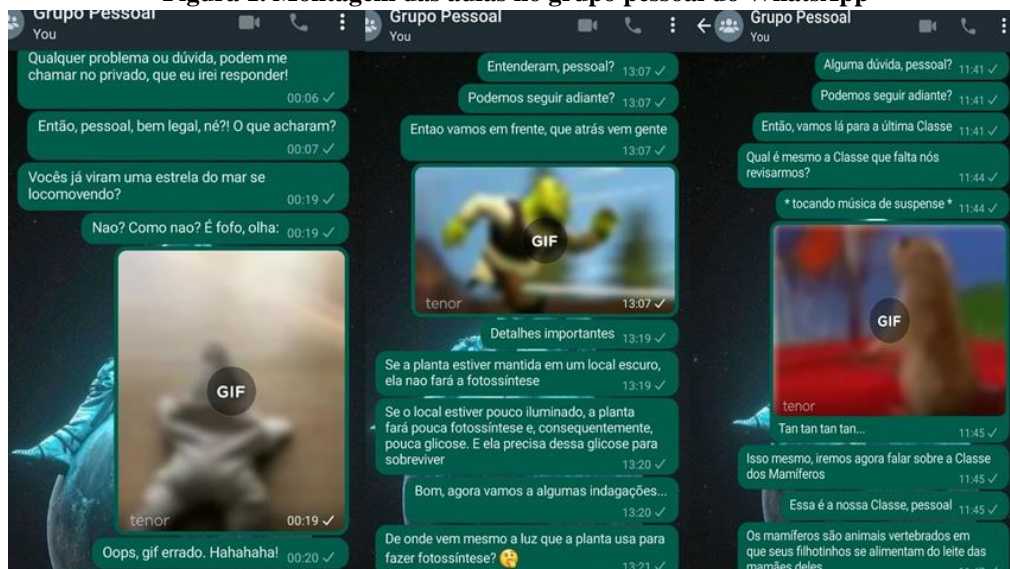 Figura 1: Montagem das aulas no grupo pessoal do WhatsApp
Grupo Pessoal
You
Qualquer problema ou dúvida, podem me
chamar no privado, que eu irei responder!
00:06
Então, pessoal, bem legal, né?! O que acharam?
00:07
Vocês já viram uma estrela do mar se
locomovendo?
00:19
Nao? Como nao? É fofo, olha: 00:19
GIF
tenor
00:19
Oops, gif errado. Hahahaha! 00:20
Grupo Pessoal
You
Entenderam, pessoal? 13:07
Podemos seguir adiante? 13:07
Entao vamos em frente, que atrás vem gente
13:07
GIF
tenor
13:07
Detalhes importantes 13:19
Se a planta estiver mantida em um local escuro,
ela nao fará a fotossíntese
13:19
Se o local estiver pouco iluminado, a planta
fará pouca fotossíntese e, consequentemente,
pouca glicose. E ela precisa dessa glicose para
sobreviver
13:20
Bom, agora vamos a algumas indagações...
13:20
De onde vem mesmo a luz que a planta usa para
fazer fotossíntese? 🤔
13:21
Grupo Pessoal
You
Alguma dúvida, pessoal? 11:41
Podemos seguir adiante? 11:41
Então, vamos lá para a última Classe 11:41
Qual é mesmo a Classe que falta nós
revisarmos?
11:44
* tocando música de suspense * 11:44
GIF
tenor
Tan tan tan tan...
11:45
Isso mesmo, iremos agora falar sobre a Classe
dos Mamíferos
11:45
Essa é a nossa Classe, pessoal 11:45
Os mamíferos são animais vertebrados em
que seus filhotinhos se alimentam do leite das
mamães deles